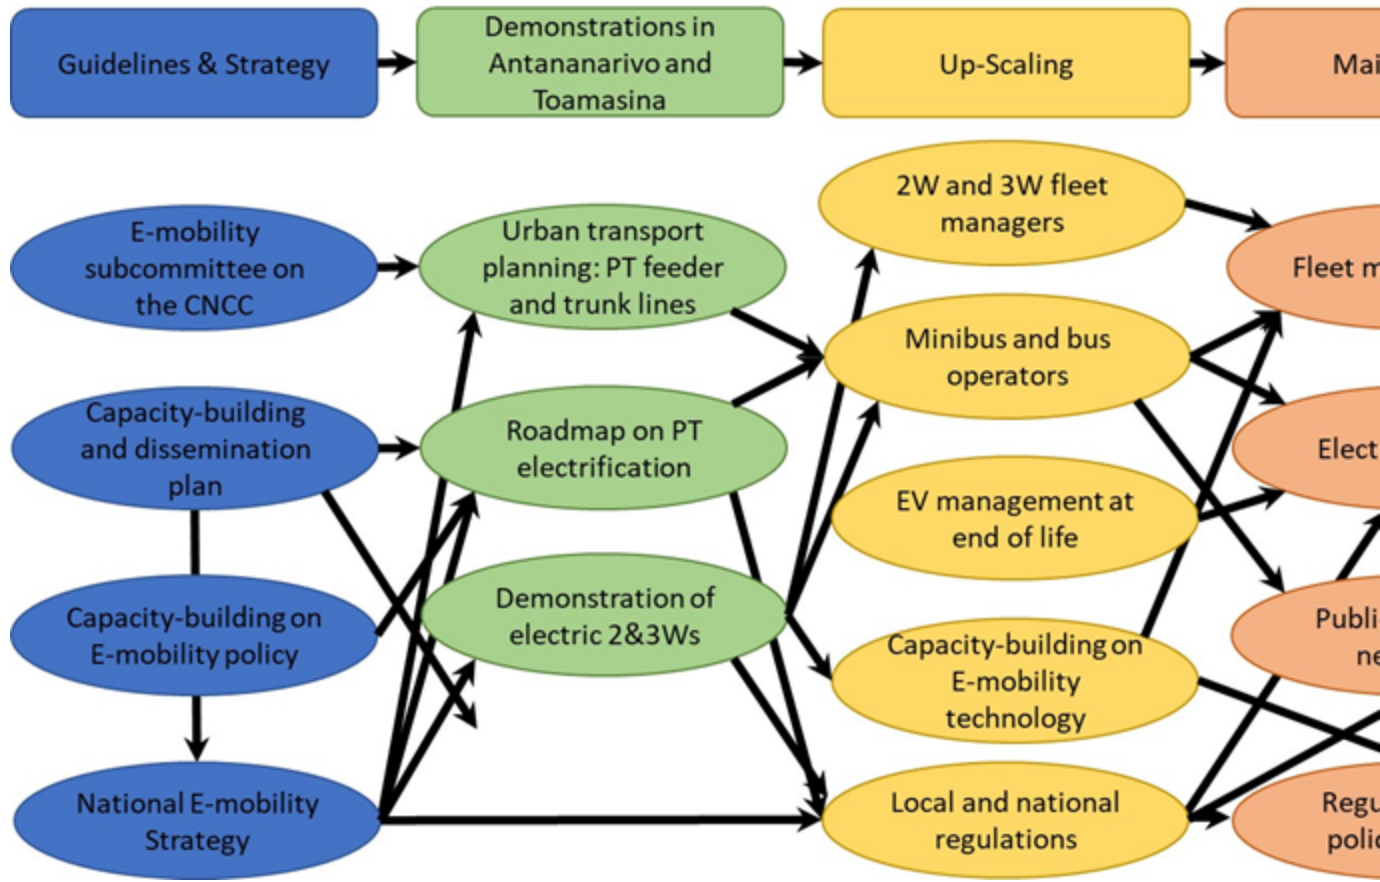 Guidelines & Strategy
Demonstrations in
Antananarivo and
Toamasina
Up-Scaling
E-mobility
subcommittee on
the CNCC
Capacity-building
and dissemination
plan
Capacity-building on
E-mobility policy
National E-mobility
Strategy
Urban transport
planning: PT feeder
and trunk lines
Roadmap on PT
electrification
Demonstration of
electric 2&3Ws
2W and 3W fleet
managers
Minibus and bus
operators
EV management at
end of life
Capacity-building on
E-mobility
technology
Local and national
regulations
Fleet